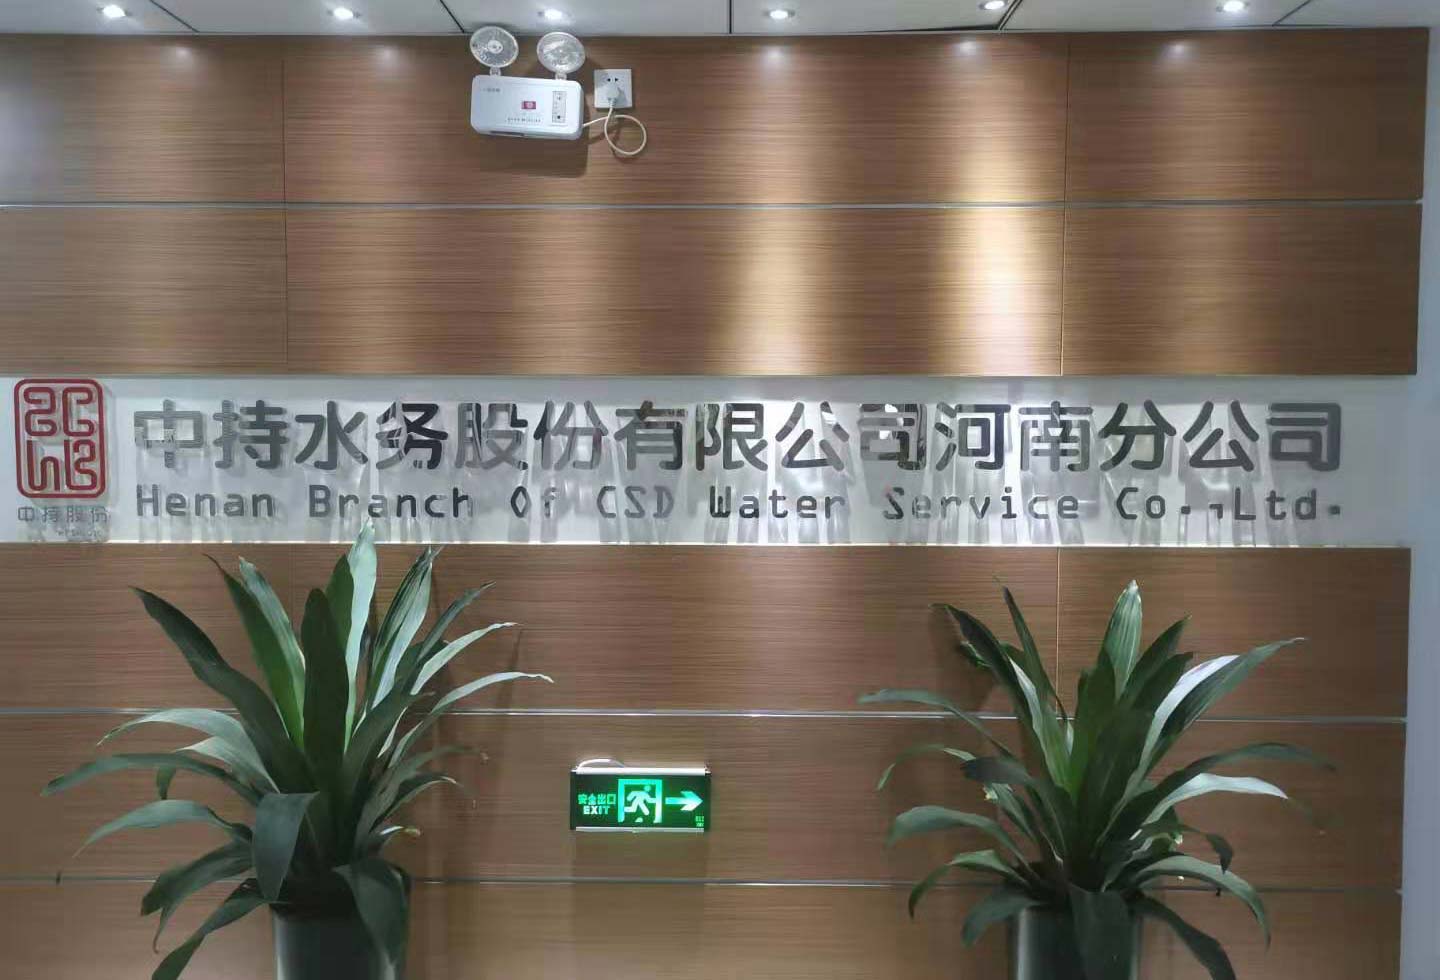 中持水务股份有限公司河南分公司
Henan Branch Of CSD Water Service Co.,Ltd.
中持股份
安全出口
EXIT